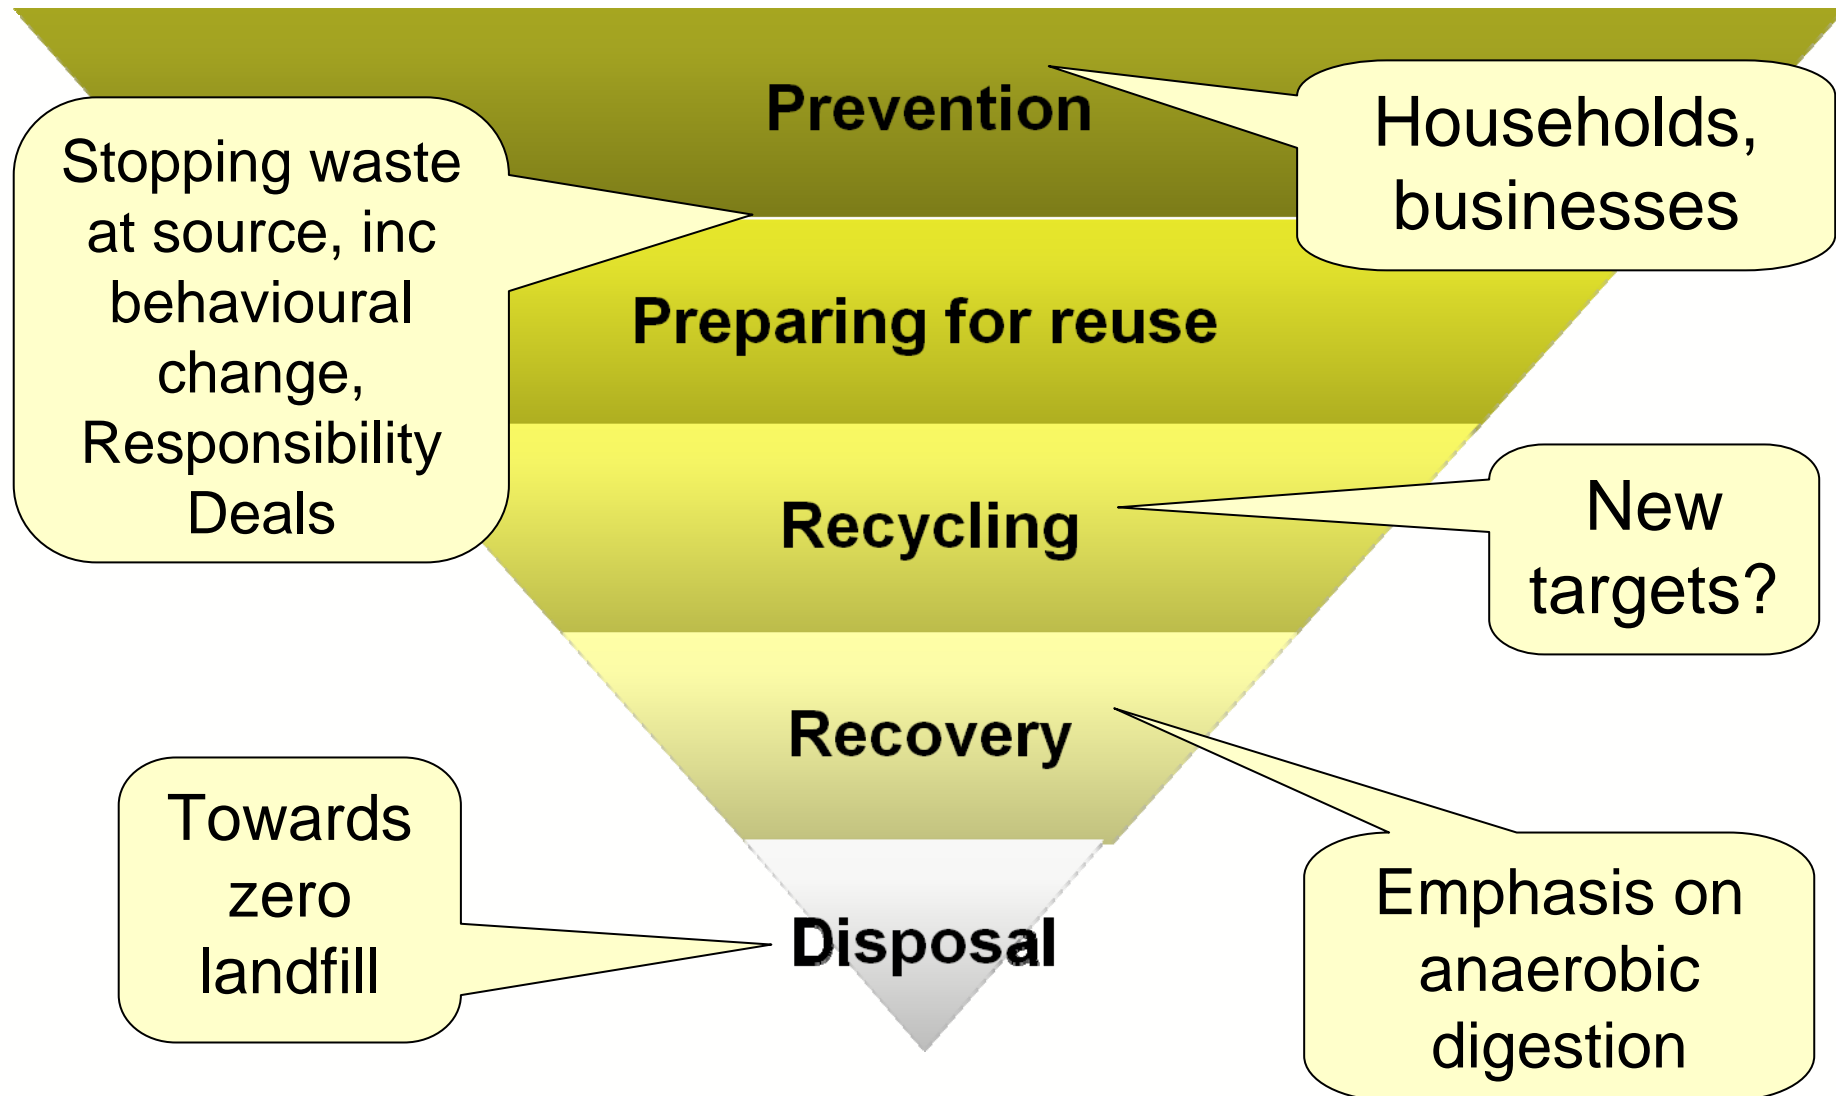 Prevention
Households,
businesses
Stopping waste
at source, inc
behavioural
change,
Responsibility
Deals
Preparing for reuse
Recycling
New
targets?
Recovery
Towards
zero
landfill
Disposal
Emphasis on
anaerobic
digestion